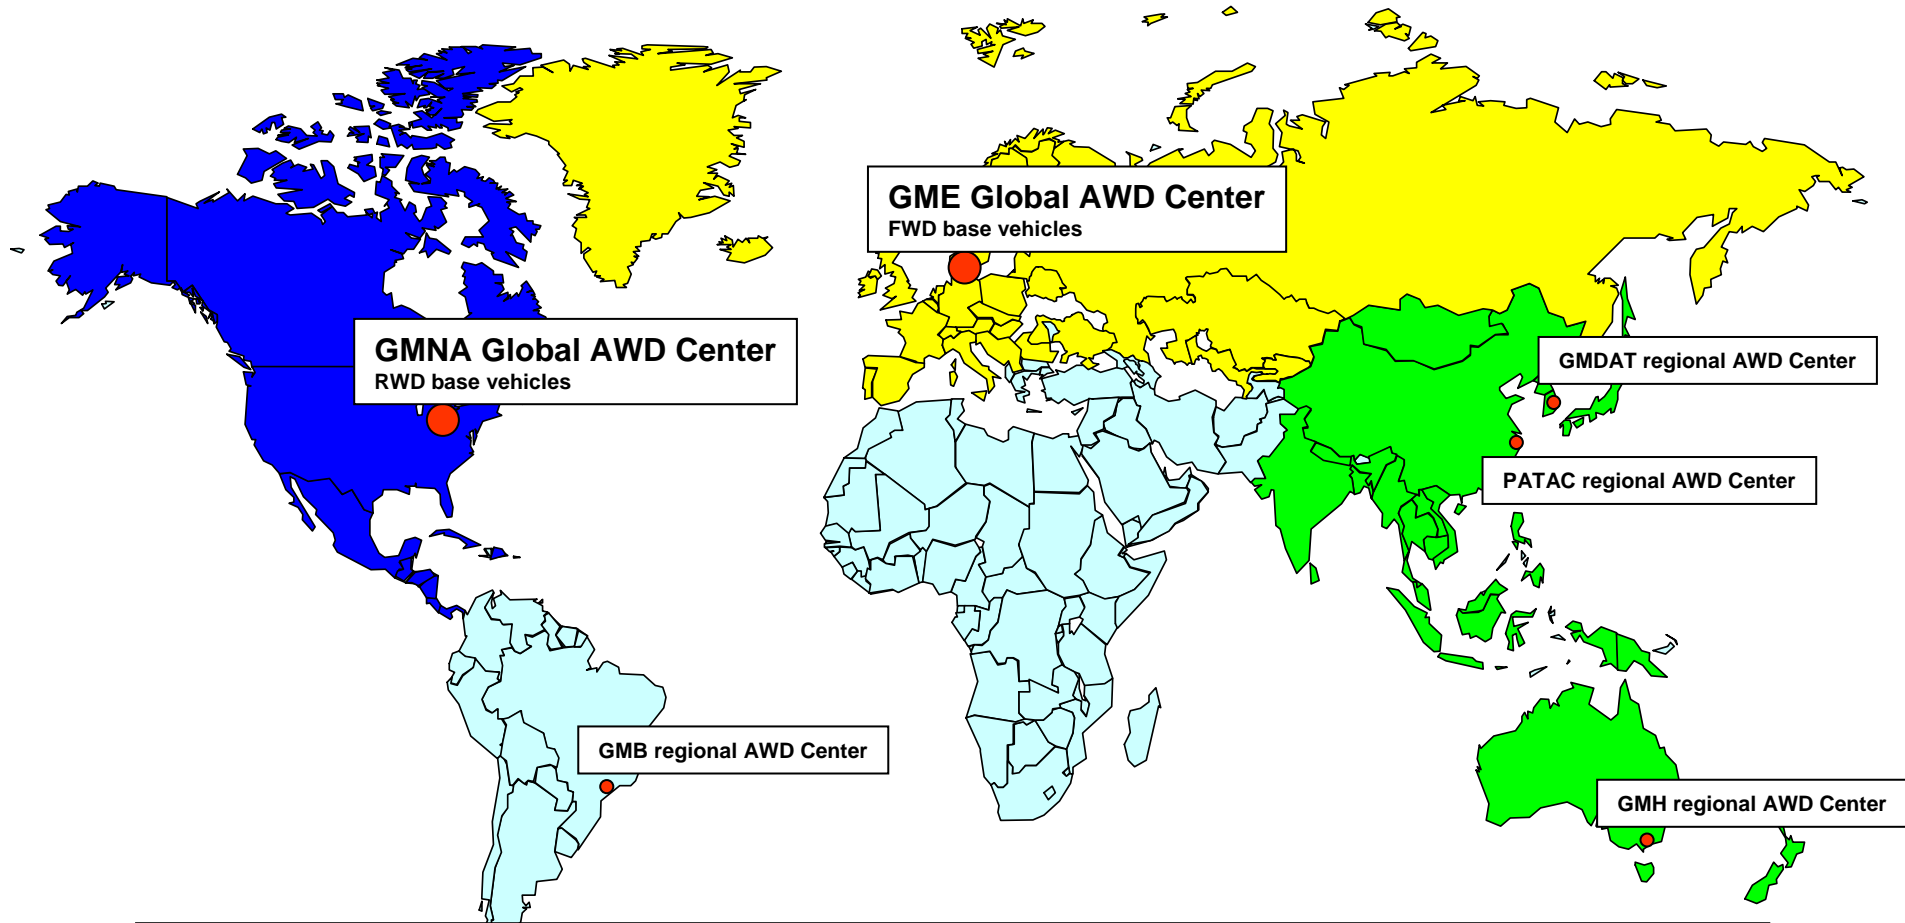 GME Global AWD Center
FWD base vehicles
GMNA Global AWD Center
RWD base vehicles
GMDAT regional AWD Center
PATAC regional AWD Center
GMB regional AWD Center
GMH regional AWD Center